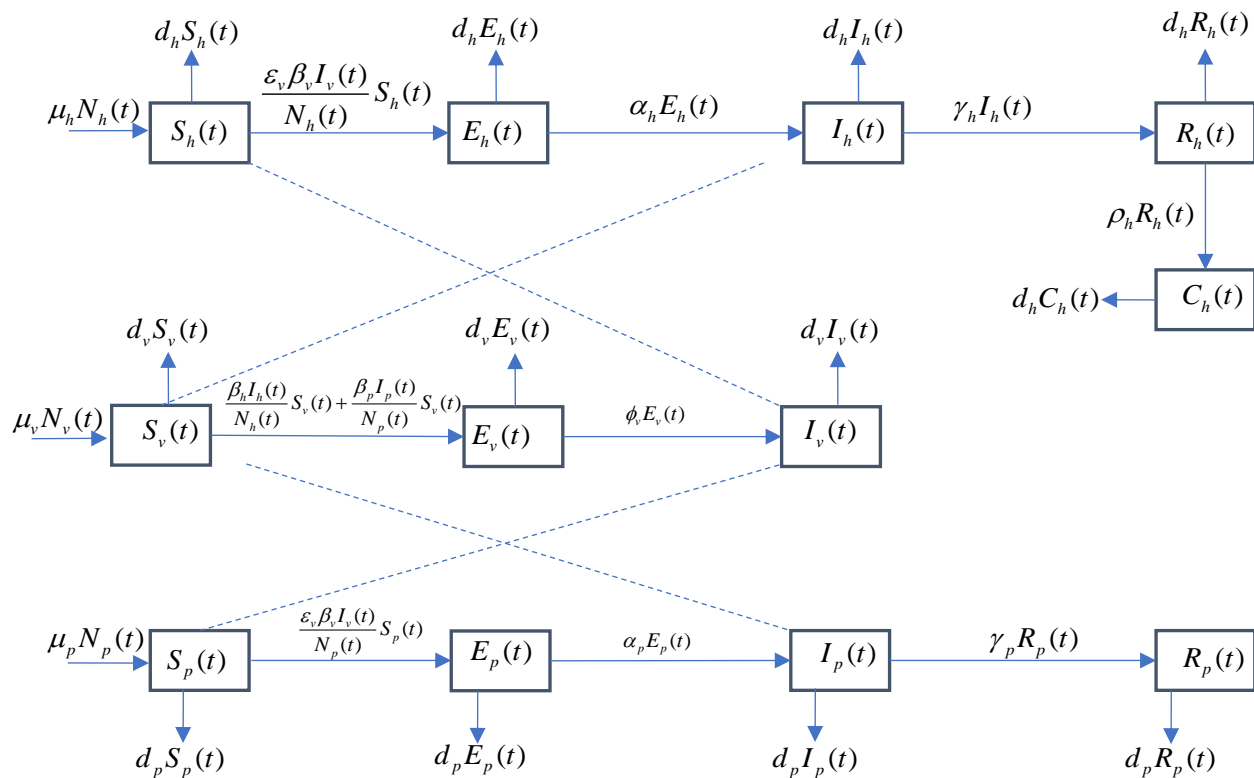 d_h S_h(t)
d_h E_h(t)
d_h I_h(t)
d_h R_h(t)
μ_h N_h(t)
S_h(t)
ε_v β_v I_v(t) / N_h(t) S_h(t)
E_h(t)
α_h E_h(t)
I_h(t)
γ_h I_h(t)
R_h(t)
ρ_h R_h(t)
d_h C_h(t)
C_h(t)
d_v S_v(t)
d_v E_v(t)
d_v I_v(t)
μ_v N_v(t)
S_v(t)
β_h I_h(t) / N_h(t) S_v(t) + β_p I_p(t) / N_p(t) S_v(t)
E_v(t)
ϕ_v E_v(t)
I_v(t)
μ_p N_p(t)
S_p(t)
ε_v β_v I_v(t) / N_p(t) S_p(t)
E_p(t)
α_p E_p(t)
I_p(t)
γ_p R_p(t)
R_p(t)
d_p S_p(t)
d_p E_p(t)
d_p I_p(t)
d_p R_p(t)